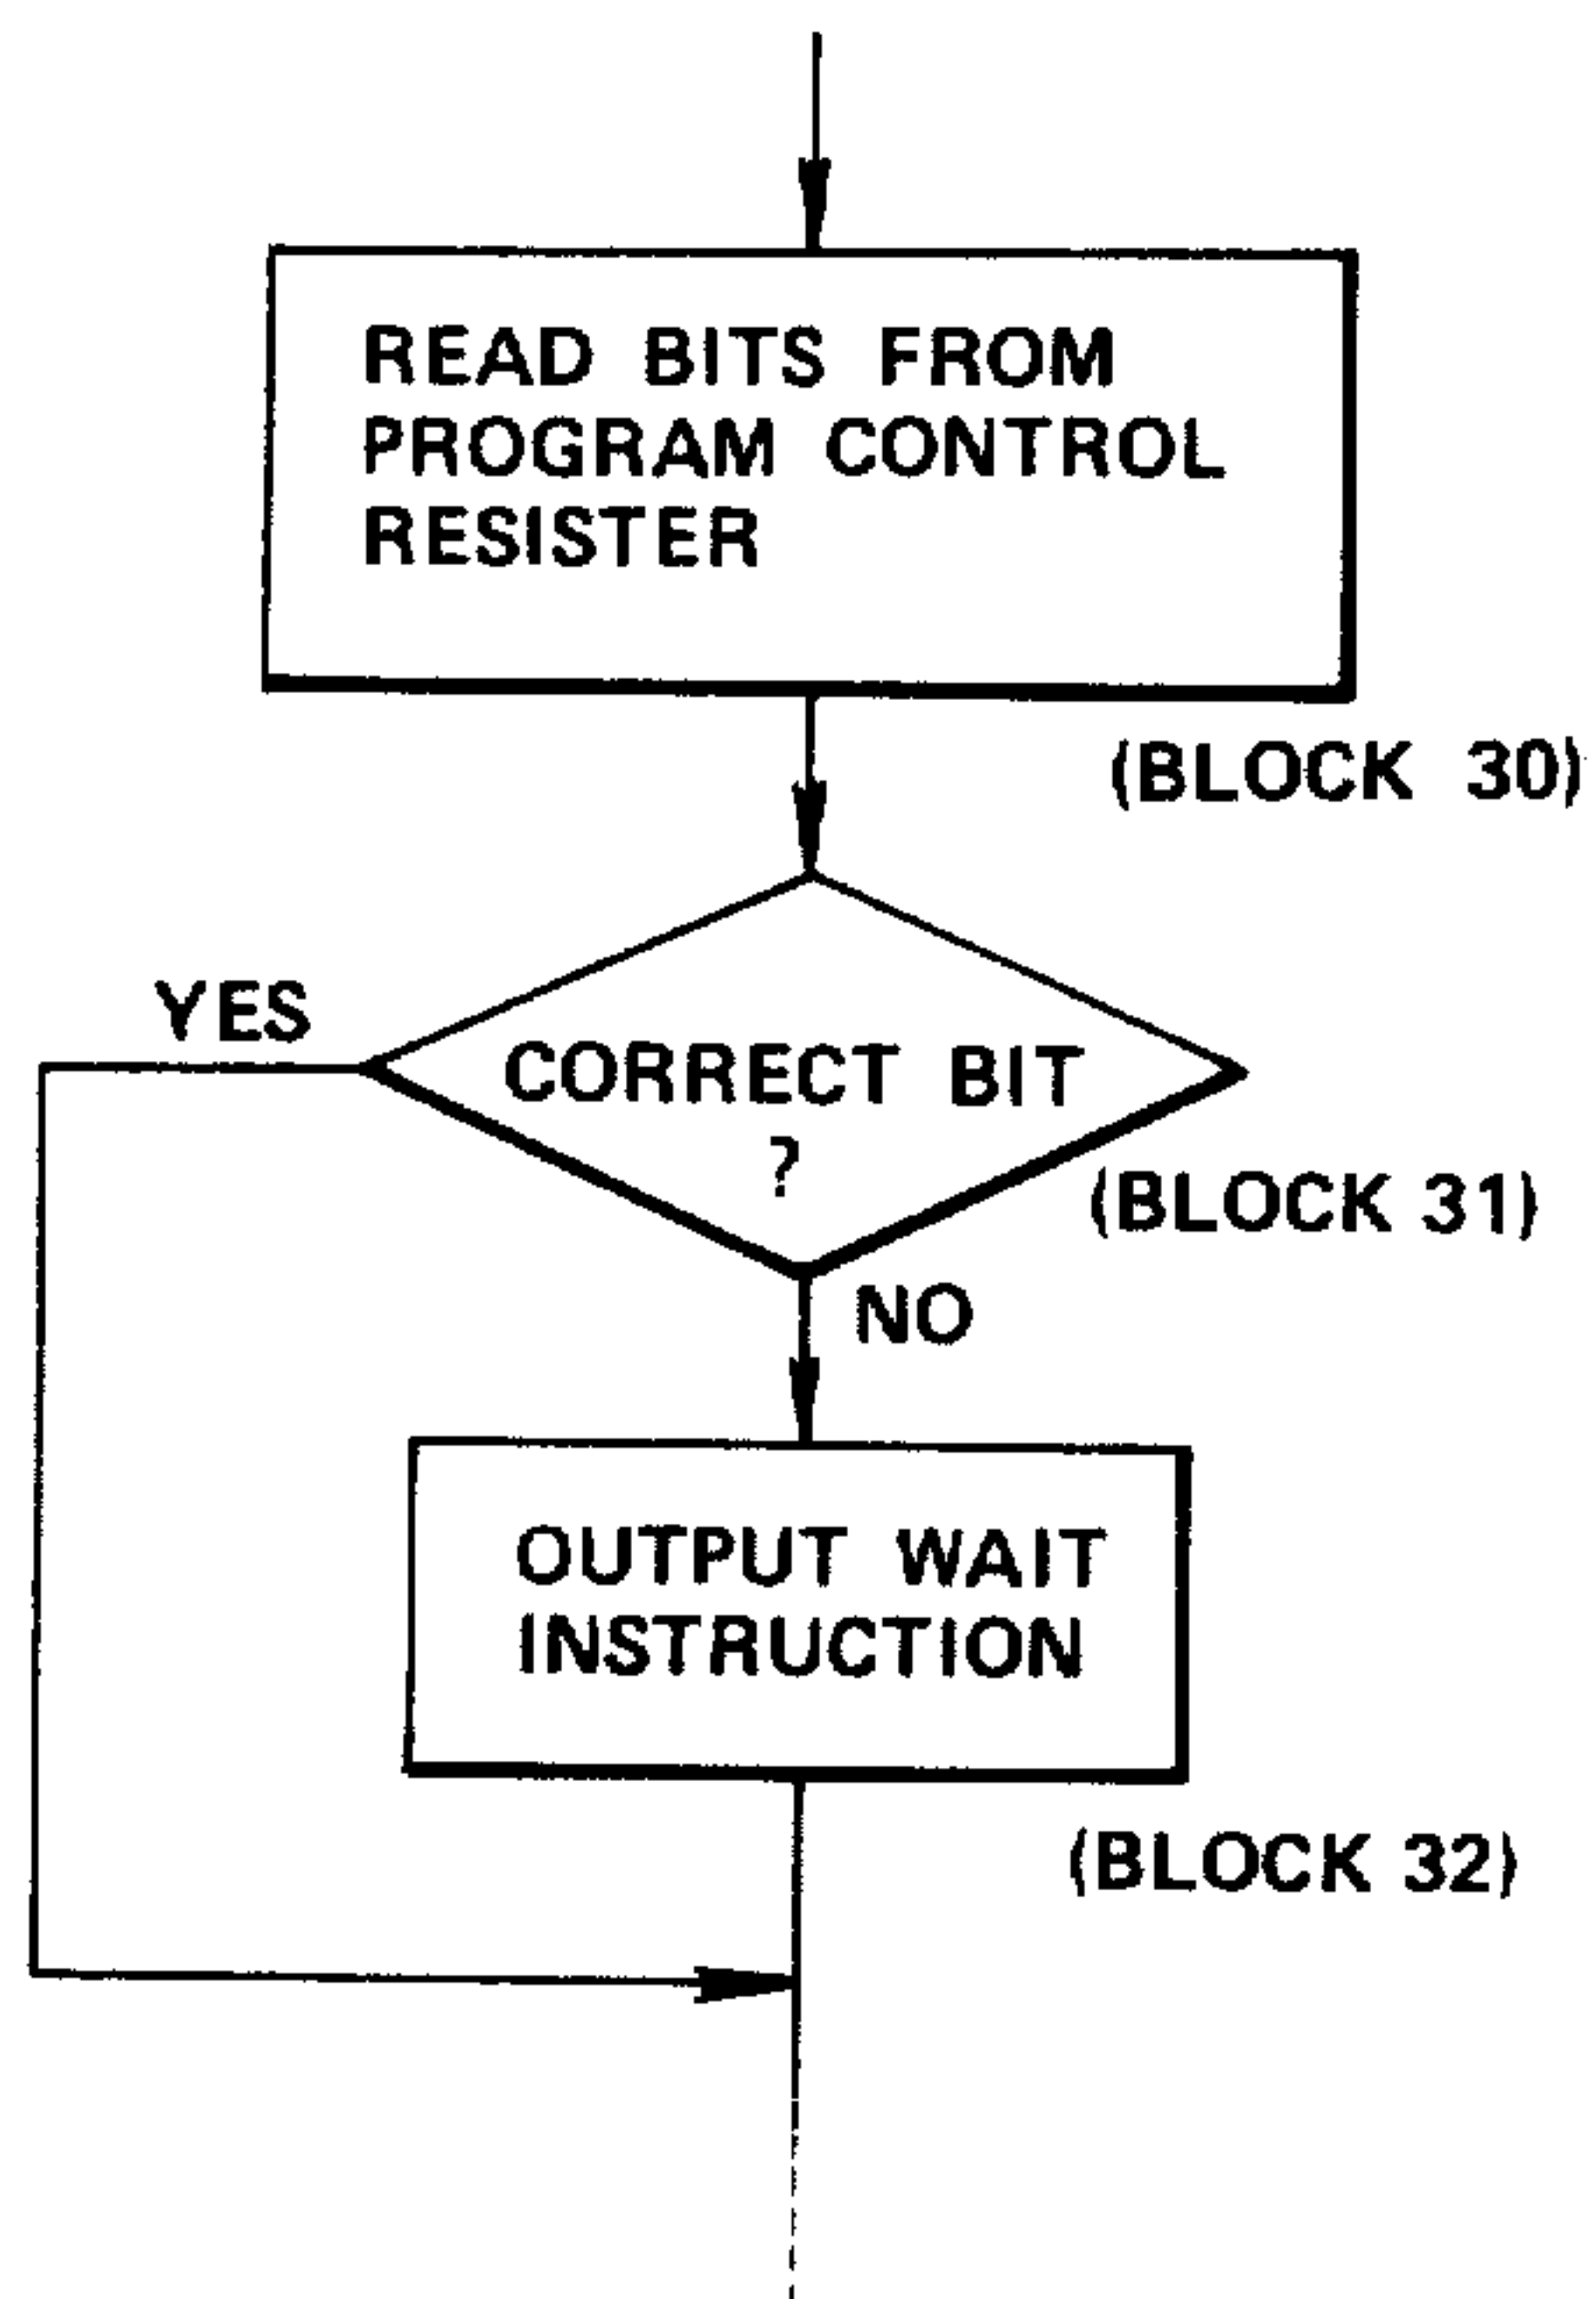 READ BITS FROM
PROGRAM CONTROL
RESISTER
(BLOCK 30)
YES
CORRECT BIT
?
(BLOCK 31)
NO
OUTPUT WAIT
INSTRUCTION
(BLOCK 32)